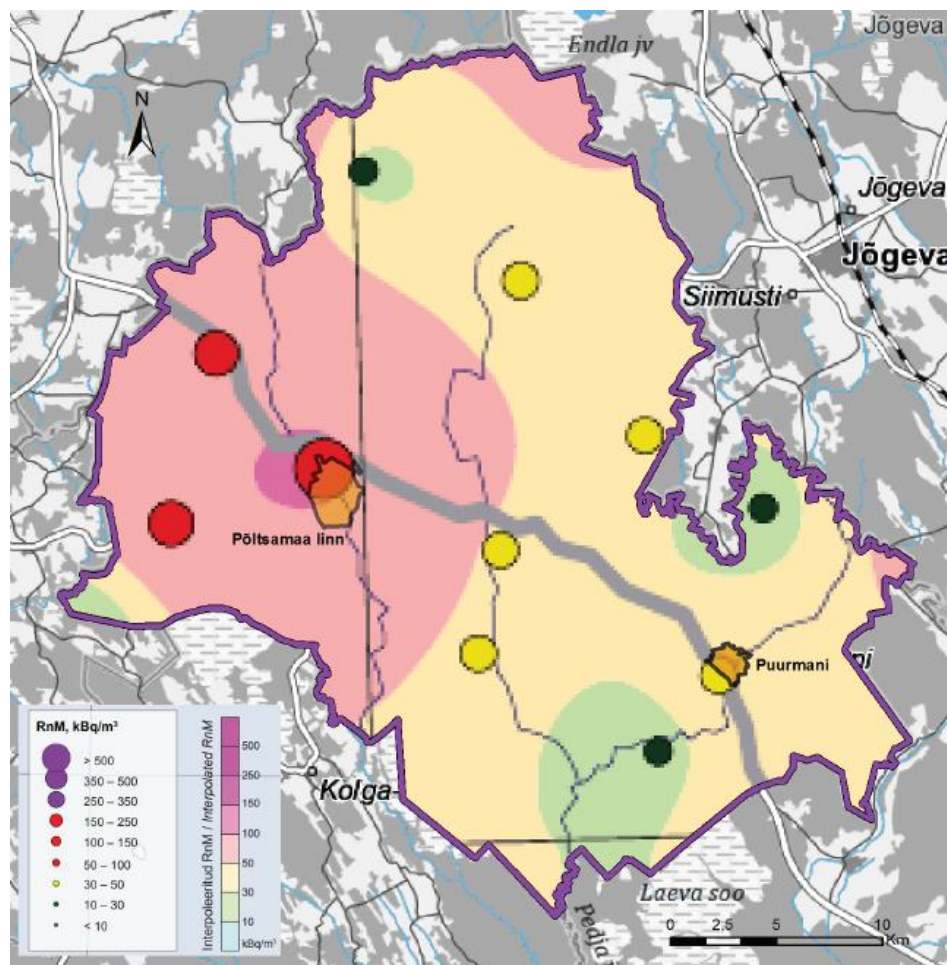 Jõgeva
Endla jv
N
Jõgeva
Jõgeva
Siimusti
Põltsamaa linn
Puurmani
ni
RnM, kBq/m³
> 500
350 – 500
250 – 350
150 – 250
100 – 150
50 – 100
30 – 50
10 – 30
< 10
Interpoleeritud RnM / Interpolated RnM
500
250
150
100
50
30
10
kBq/m³
Kolga-
Laeva soo
Pedja
0 2.5 5 10
Km